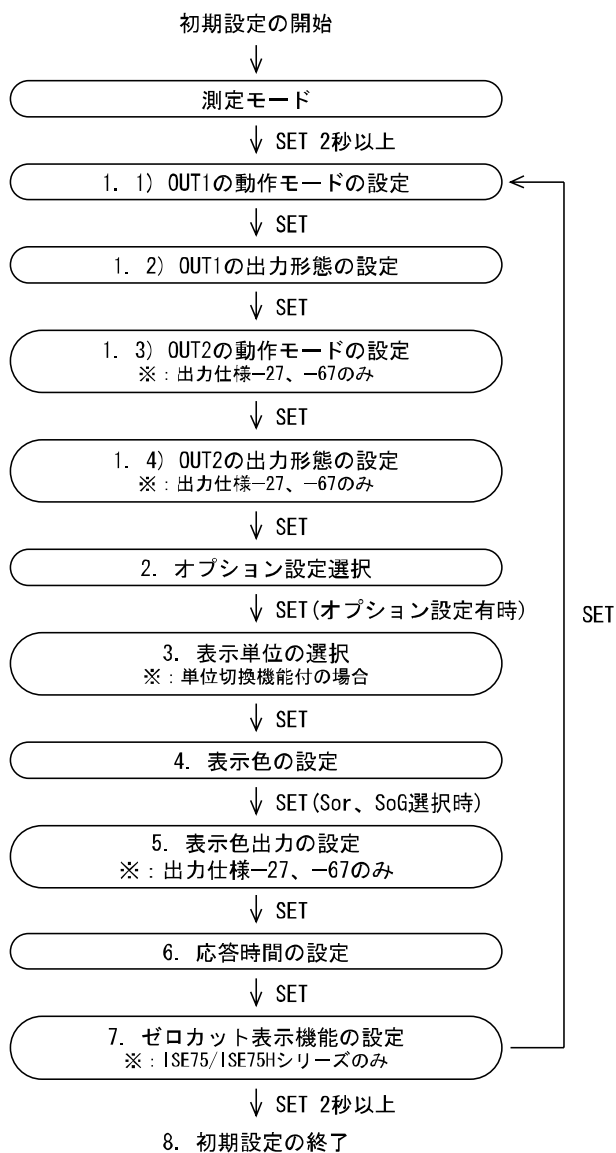 初期設定の開始
測定モード
SET 2秒以上
1. 1) OUT1の動作モードの設定
SET
1. 2) OUT1の出力形態の設定
SET
1. 3) OUT2の動作モードの設定
※：出力仕様−27、−67のみ
SET
1. 4) OUT2の出力形態の設定
※：出力仕様−27、−67のみ
SET
2. オプション設定選択
SET(オプション設定有時)
SET
3. 表示単位の選択
※：単位切換機能付の場合
SET
4. 表示色の設定
SET(Sor、SoG選択時)
5. 表示色出力の設定
※：出力仕様−27、−67のみ
SET
6. 応答時間の設定
SET
7. ゼロカット表示機能の設定
※：ISE75/ISE75Hシリーズのみ
SET 2秒以上
8. 初期設定の終了